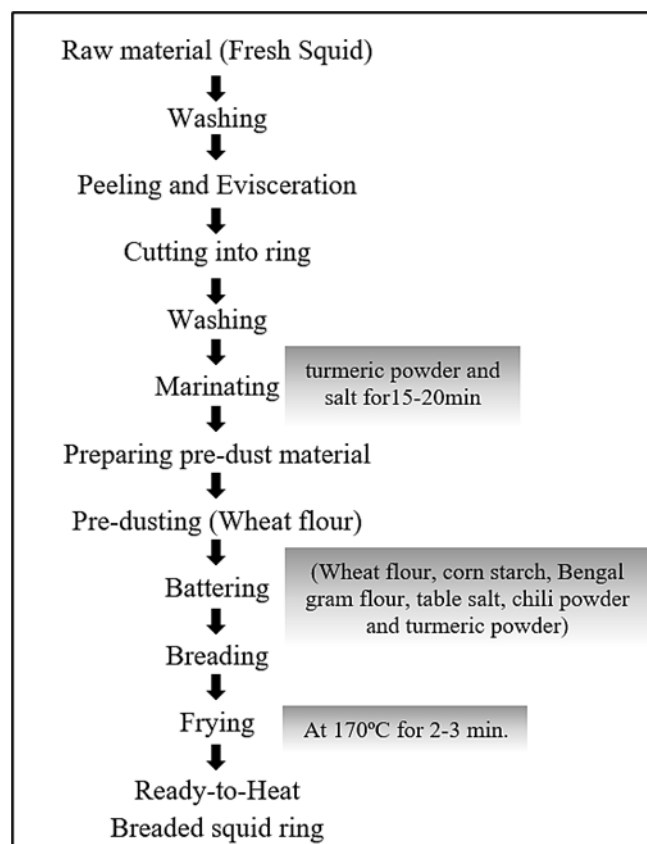 Raw material (Fresh Squid)
Washing
Peeling and Evisceration
Cutting into ring
Washing
Marinating
turmeric powder and
salt for15-20min
Preparing pre-dust material
Pre-dusting (Wheat flour)
Battering
(Wheat flour, corn starch, Bengal
gram flour, table salt, chili powder
and turmeric powder)
Breading
Frying
At 170ºC for 2-3 min.
Ready-to-Heat
Breaded squid ring